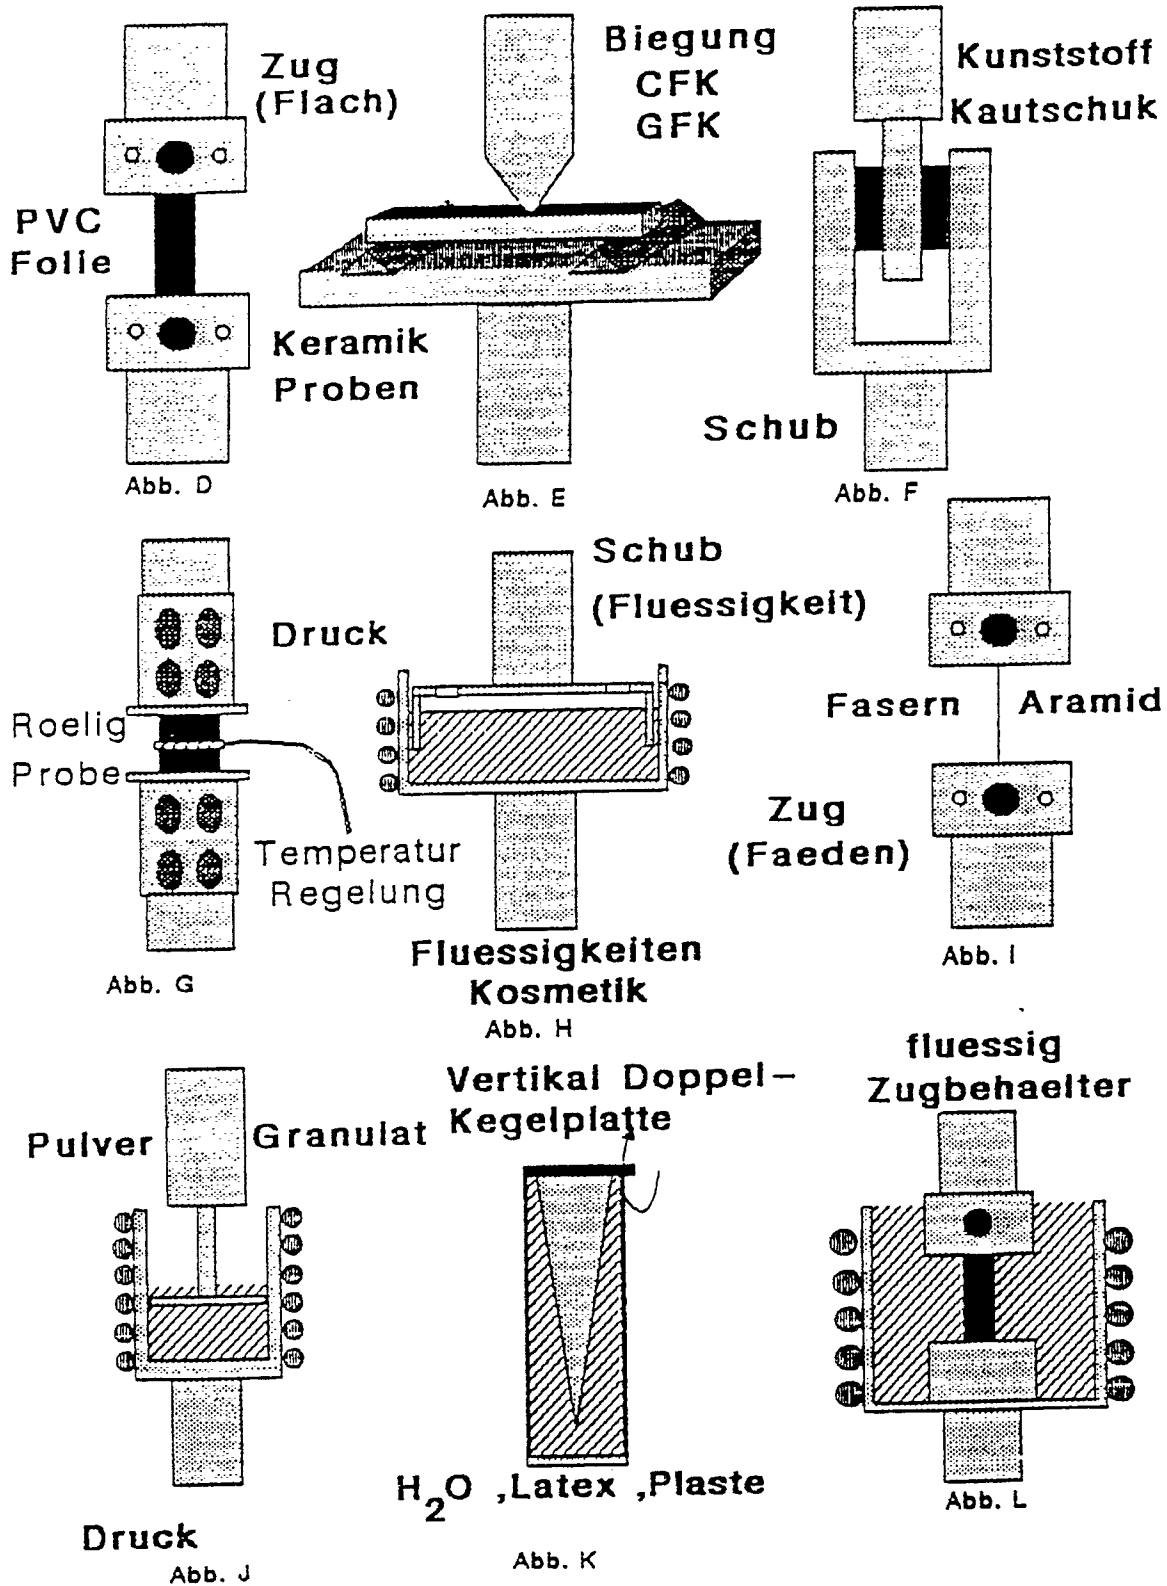 Zug
(Flach)
PVC
Folie
Abb. D
Biegung
CFK
GFK
Keramik
Proben
Abb. E
Kunststoff
Kautschuk
Schub
Abb. F
Druck
Roelig
Probe
Temperatur
Regelung
Abb. G
Schub
(Fluessigkeit)
Fluessigkeiten
Kosmetik
Abb. H
Fasern Aramid
Zug
(Faeden)
Abb. I
Pulver Granulat
Druck
Abb. J
Vertikal Doppel-
Kegelplatte
H₂O ,Latex ,Plaste
Abb. K
fluessig
Zugbehaelter
Abb. L